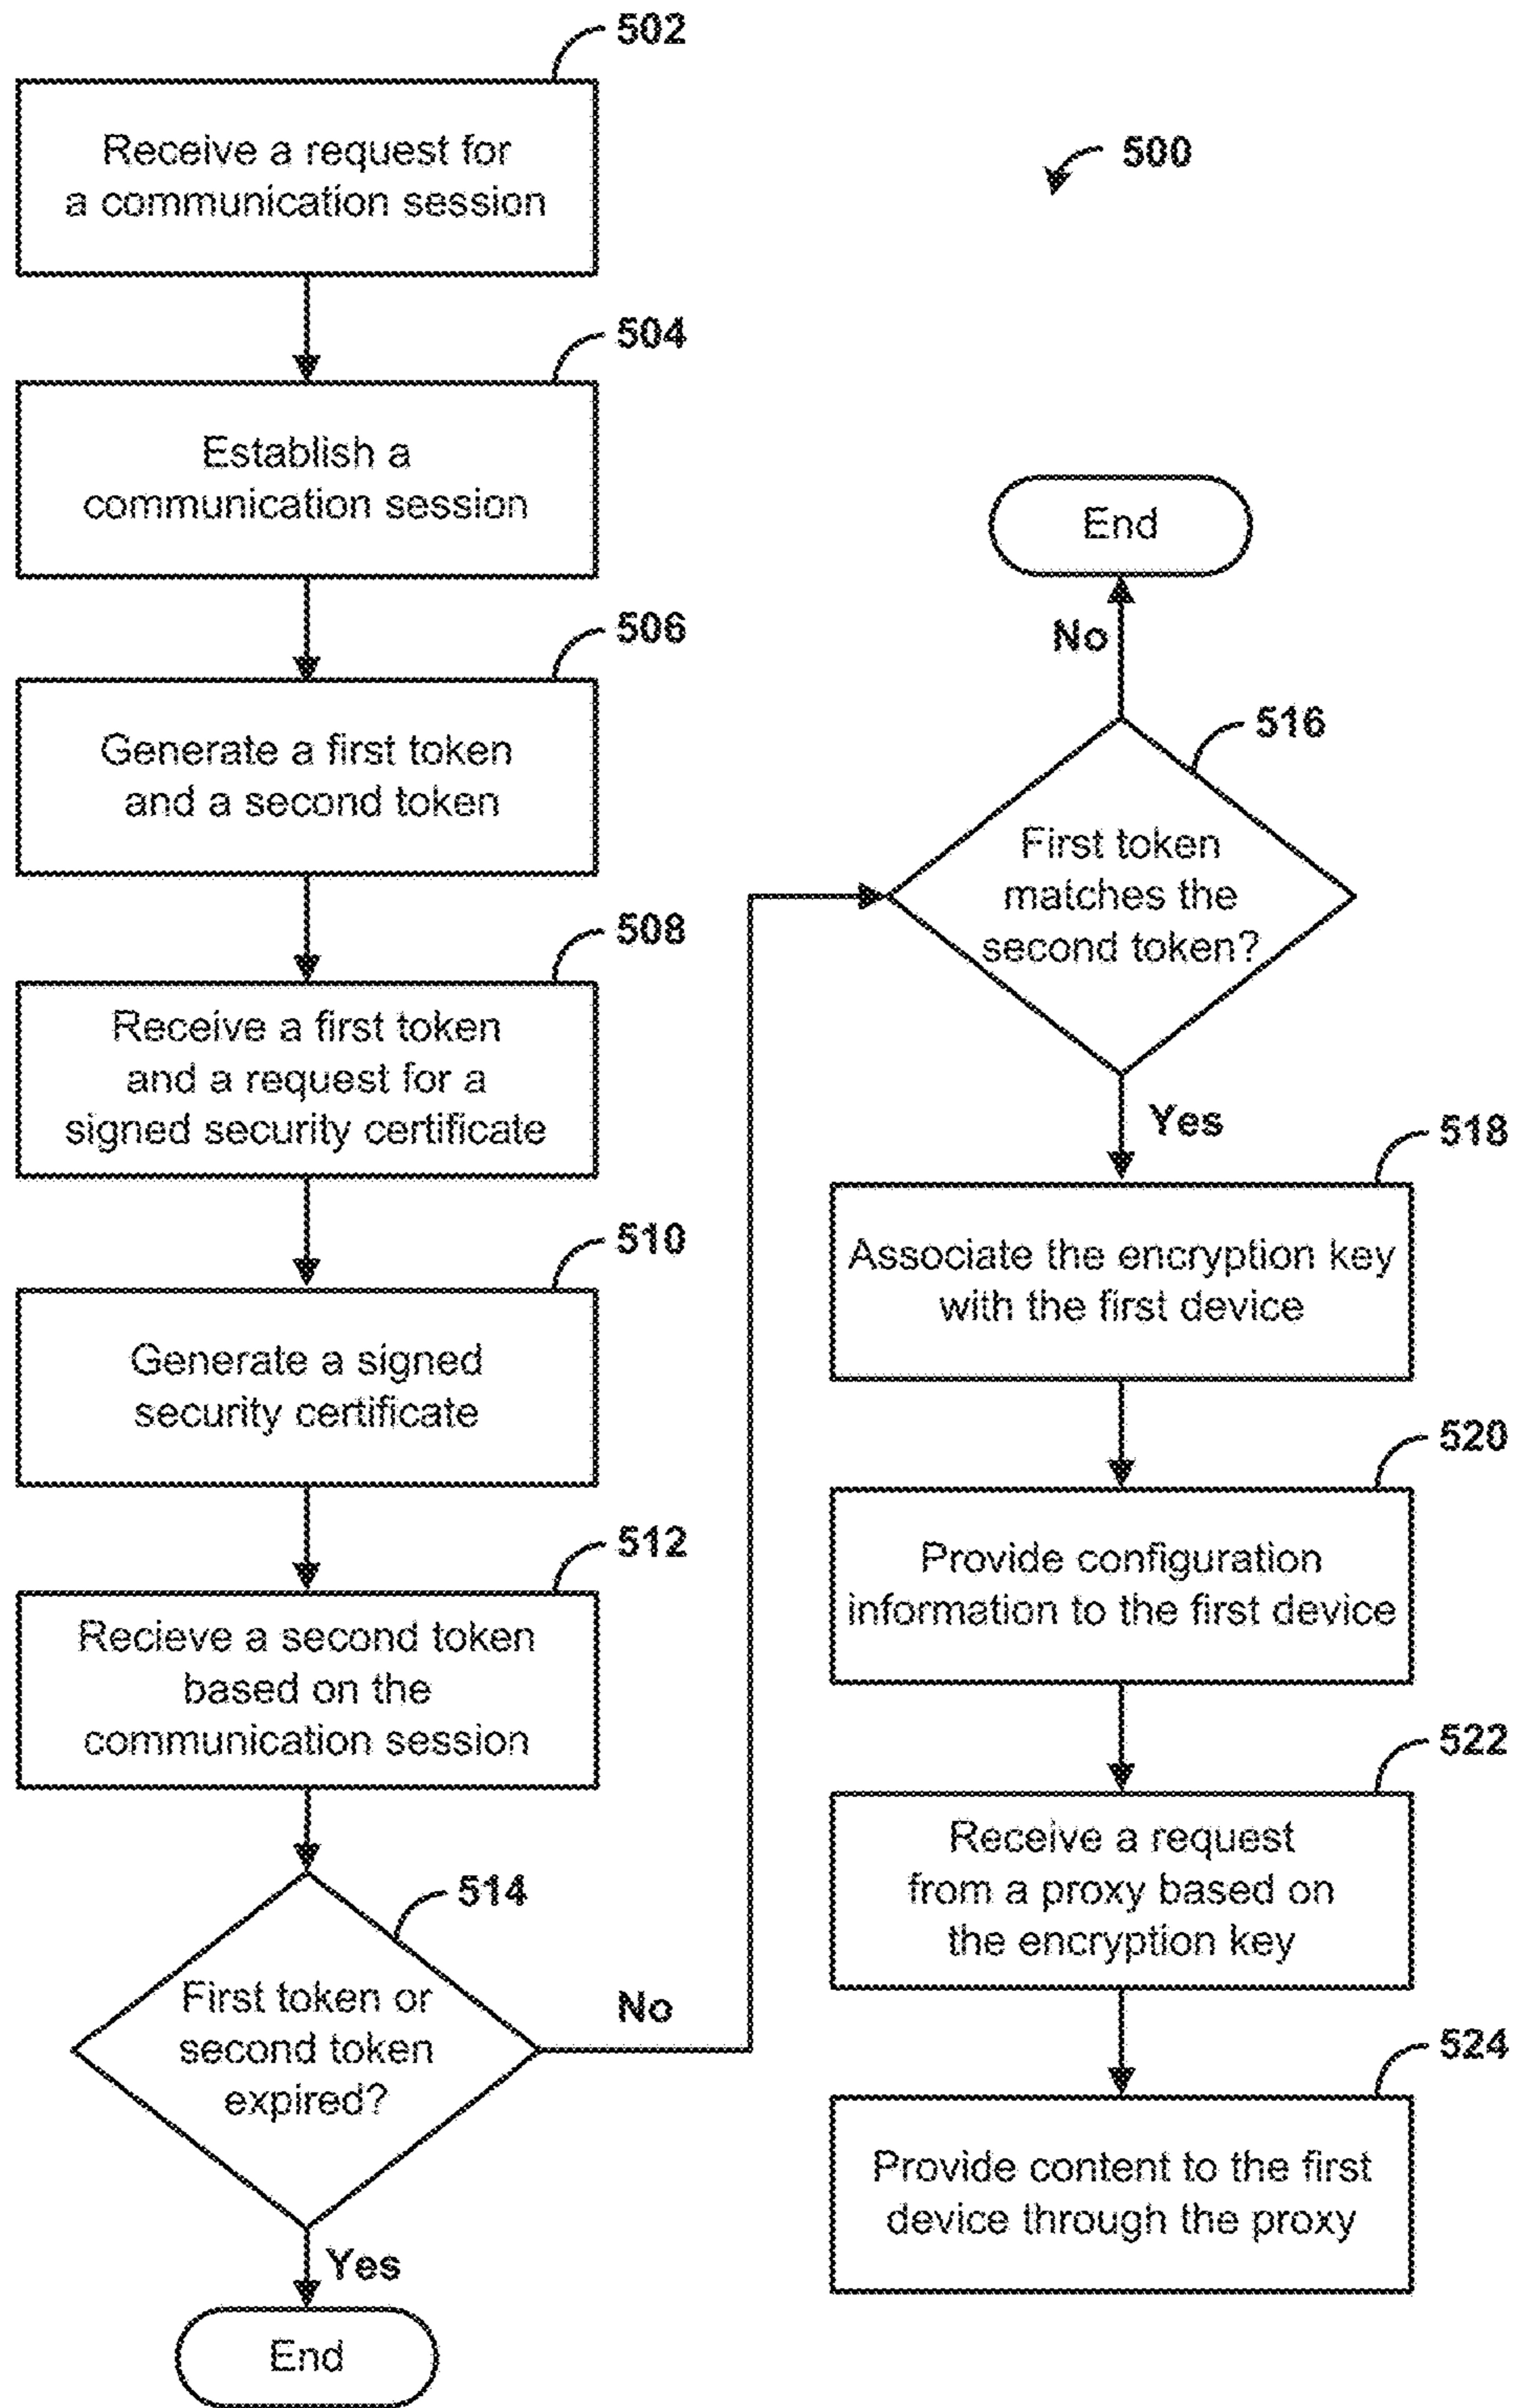 502
Receive a request for
a communication session
504
Establish a
communication session
506
Generate a first token
and a second token
508
Receive a first token
and a request for a
signed security certificate
510
Generate a signed
security certificate
512
Recieve a second token
based on the
communication session
514
First token or
second token
expired?
No
Yes
End
500
End
No
516
First token
matches the
second token?
Yes
518
Associate the encryption key
with the first device
520
Provide configuration
information to the first device
522
Receive a request
from a proxy based on
the encryption key
524
Provide content to the first
device through the proxy